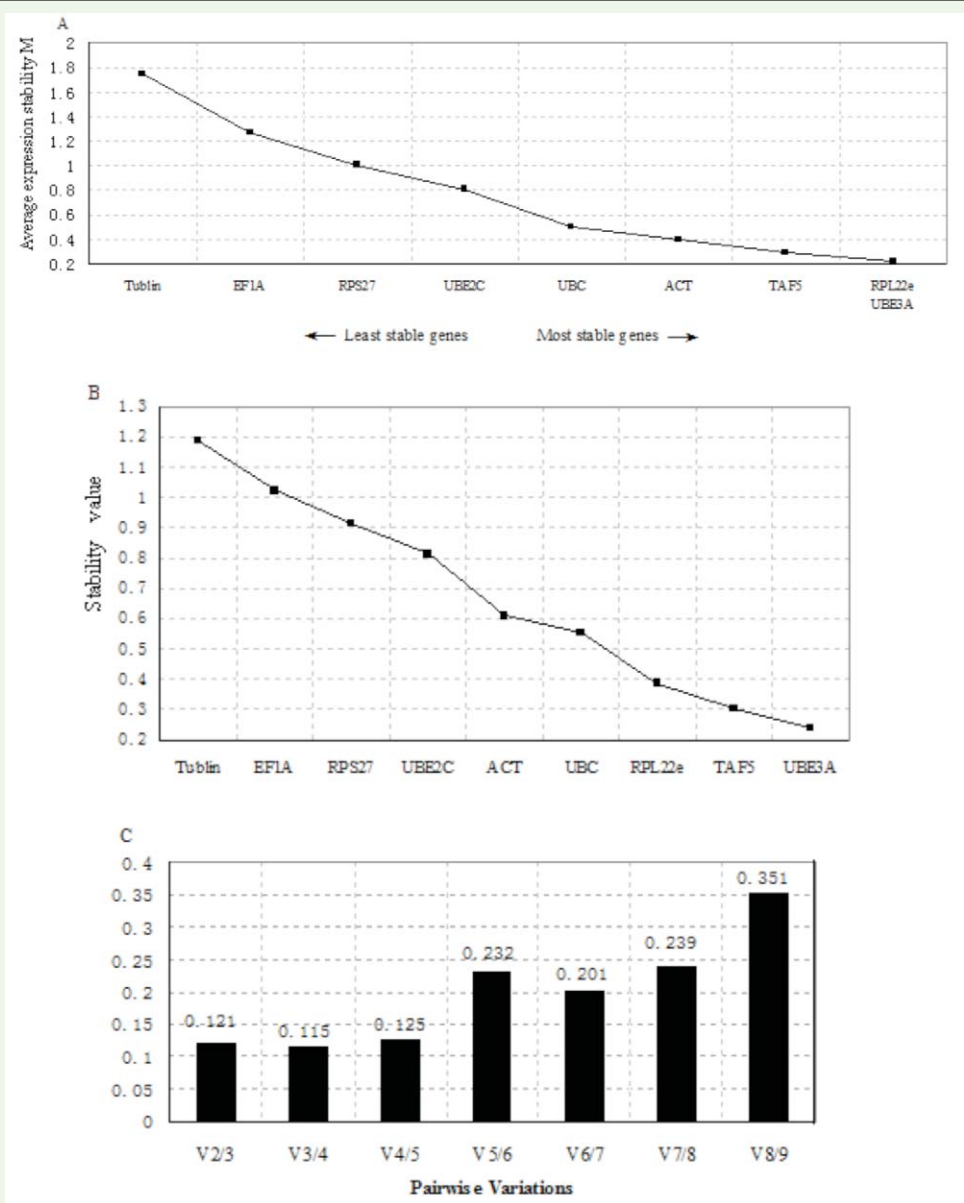 A
Average expression stability M
2
1.8
1.6
1.4
1.2
1
0.8
0.6
0.4
0.2
Tublin EF1A RPS27 UBE2C UBC ACT TAF5 RPL22e
UBE3A
← Least stable genes Most stable genes →
B
Stability value
1.3
1.2
1.1
1
0.9
0.8
0.7
0.6
0.5
0.4
0.3
0.2
Tublin EF1A RPS27 UBE2C ACT UBC RPL22e TAF5 UBE3A
C
0.4
0.35
0.3
0.25
0.2
0.15
0.1
0.05
0
0.121 0.115 0.125 0.232 0.201 0.239 0.351
V2/3 V3/4 V4/5 V5/6 V6/7 V7/8 V8/9
Pairwise Variations